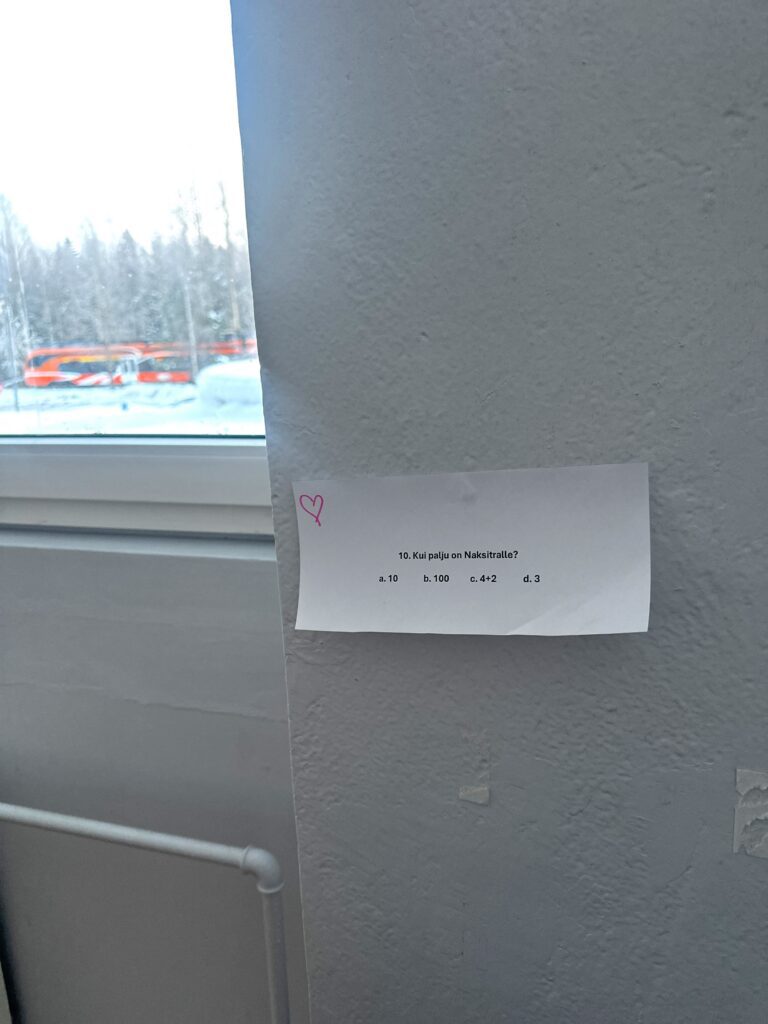 10. Kui palju on Naksitralle?
a. 10 b. 100 c. 4+2 d. 3